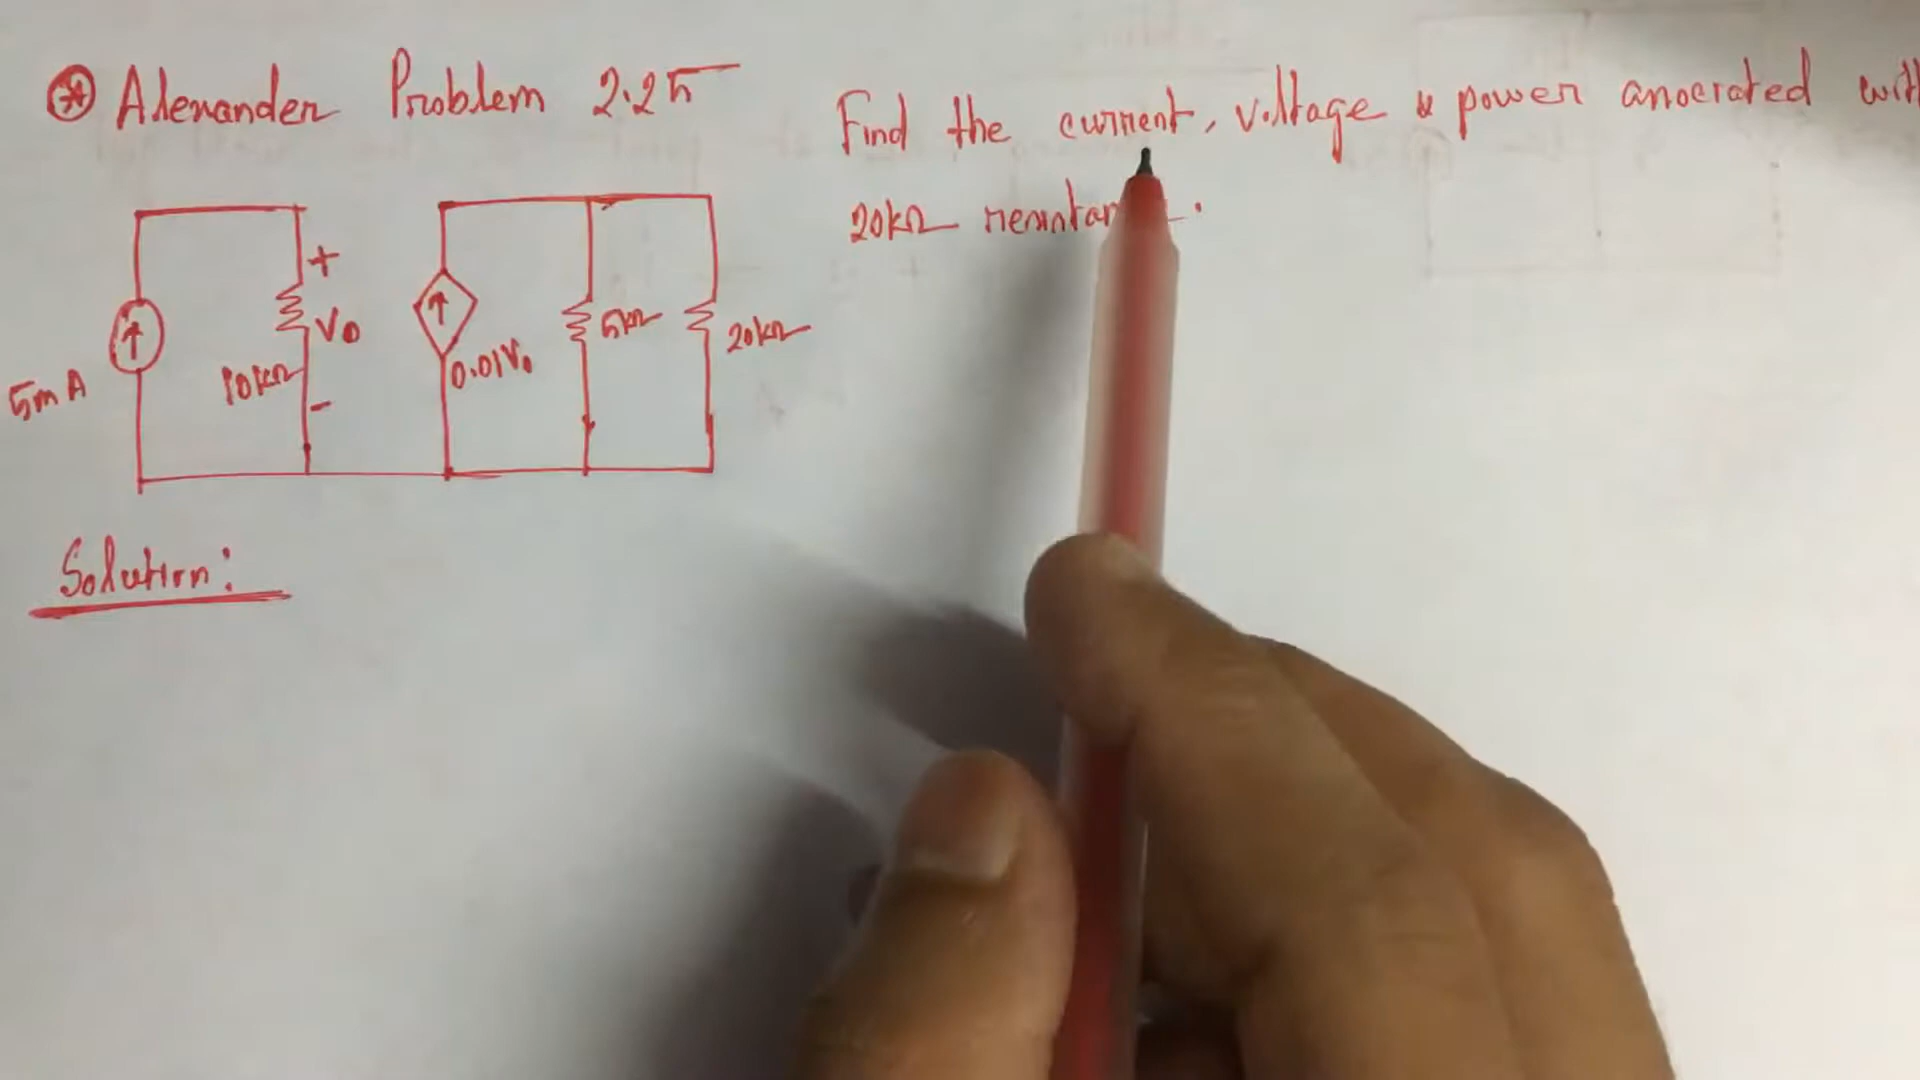 Alexander Problem 2.25
Find the current, voltage & power associated with
20kΩ
+
Vo
10kΩ
-
5mA
0.01Vo
5kΩ
20kΩ
Solution: